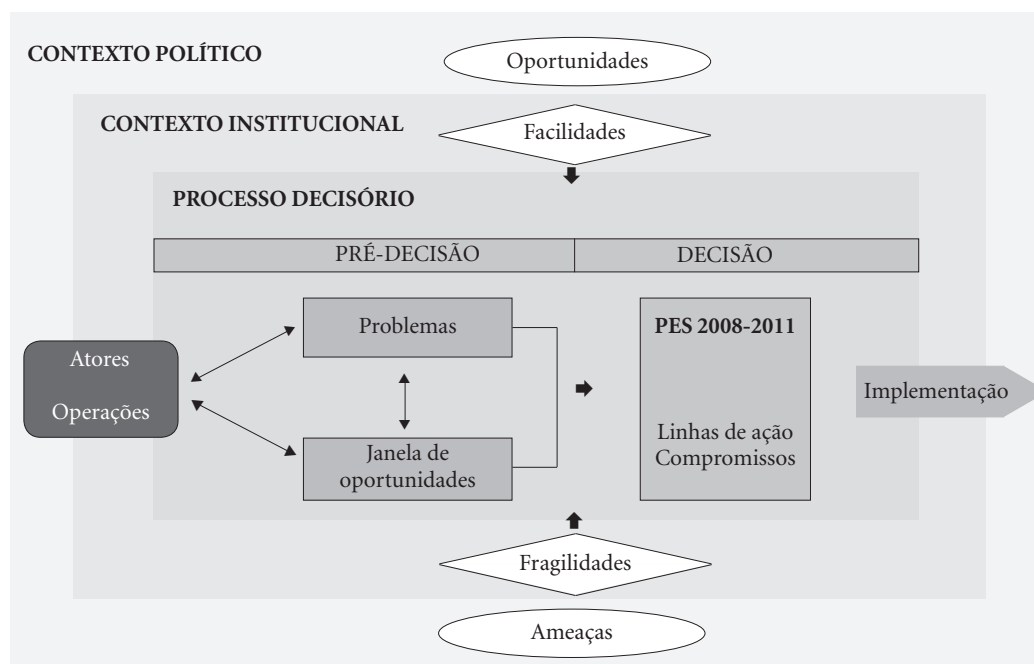 CONTEXTO POLÍTICO
Oportunidades
CONTEXTO INSTITUCIONAL
Facilidades
PROCESSO DECISÓRIO
PRÉ-DECISÃO
DECISÃO
Problemas
PES 2008-2011
Atores
Operações
Implementação
Janela de
oportunidades
Linhas de ação
Compromissos
Fragilidades
Ameaças